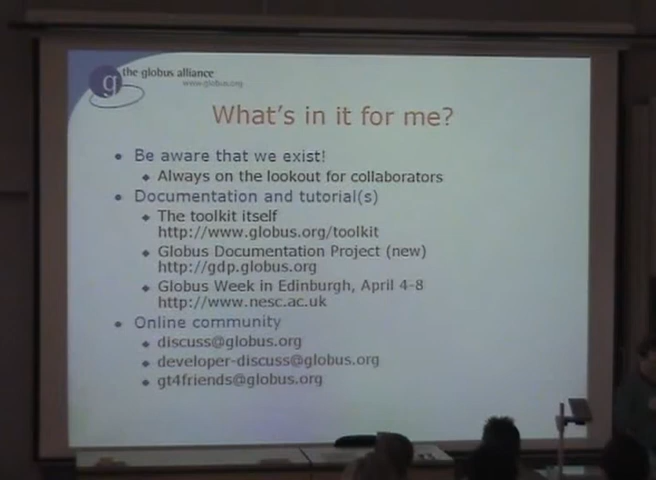 the globus alliance
www.globus.org
What's in it for me?
• Be aware that we exist!
◆ Always on the lookout for collaborators
• Documentation and tutorial(s)
◆ The toolkit itself
http://www.globus.org/toolkit
◆ Globus Documentation Project (new)
http://gdp.globus.org
◆ Globus Week in Edinburgh, April 4-8
http://www.nesc.ac.uk
• Online community
◆ discuss@globus.org
◆ developer-discuss@globus.org
◆ gt4friends@globus.org